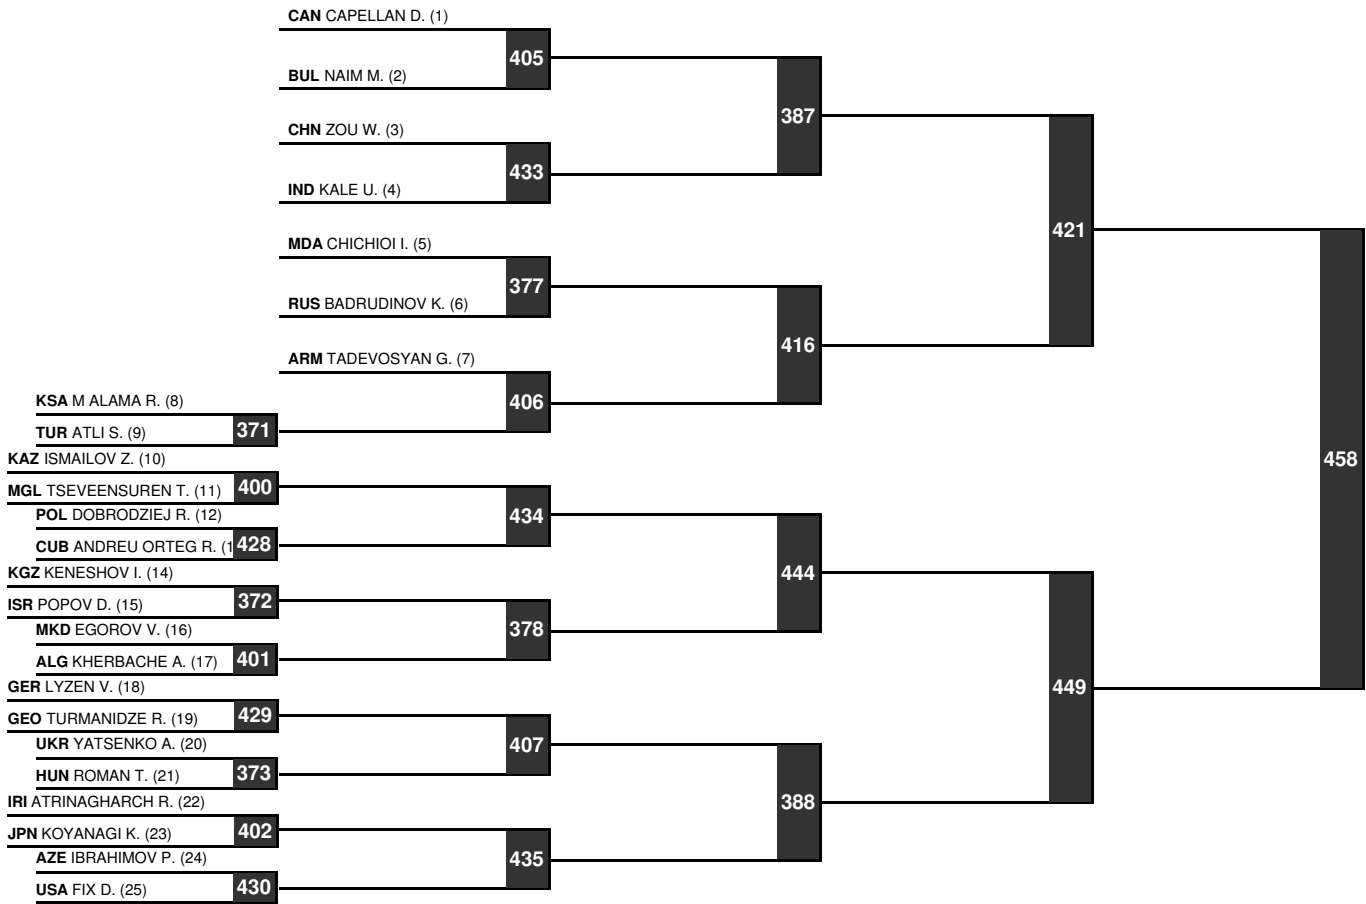 CAN CAPELLAN D. (1)
405
BUL NAIM M. (2)
387
CHN ZOU W. (3)
433
IND KALE U. (4)
421
MDA CHICHIOI I. (5)
377
RUS BADRUDINOV K. (6)
416
ARM TADEVOSYAN G. (7)
406
KSA M ALAMA R. (8)
371
TUR ATLI S. (9)
458
KAZ ISMAILOV Z. (10)
400
MGL TSEVEENSUREN T. (11)
434
POL DOBRODZIEJ R. (12)
428
CUB ANDREU ORTEG R. (1
444
KGZ KENESHOV I. (14)
372
ISR POPOV D. (15)
378
MKD EGOROV V. (16)
401
ALG KHERBACHE A. (17)
449
GER LYZEN V. (18)
429
GEO TURMANIDZE R. (19)
407
UKR YATSENKO A. (20)
373
HUN ROMAN T. (21)
388
IRI ATRINAGHARCH R. (22)
402
JPN KOYANAGI K. (23)
435
AZE IBRAHIMOV P. (24)
430
USA FIX D. (25)